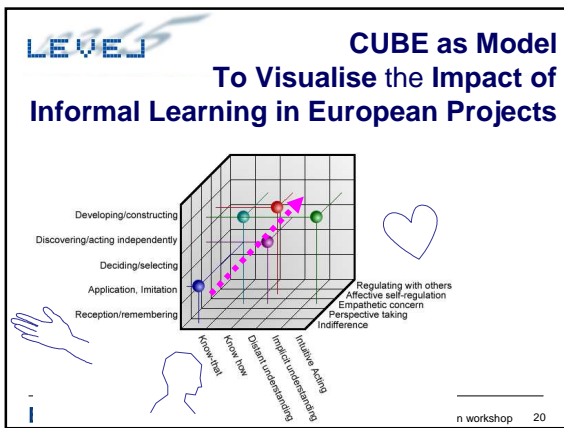 LEVEL5
CUBE as Model
To Visualise the Impact of
Informal Learning in European Projects
Developing/constructing
Discovering/acting independently
Deciding/selecting
Application, Imitation
Reception/remembering
Regulating with others
Affective self-regulation
Empathetic concern
Perspective taking
Indifference
Know-that
Know how
Distant understanding
Implicit understanding
Intuitive Acting
n workshop 20